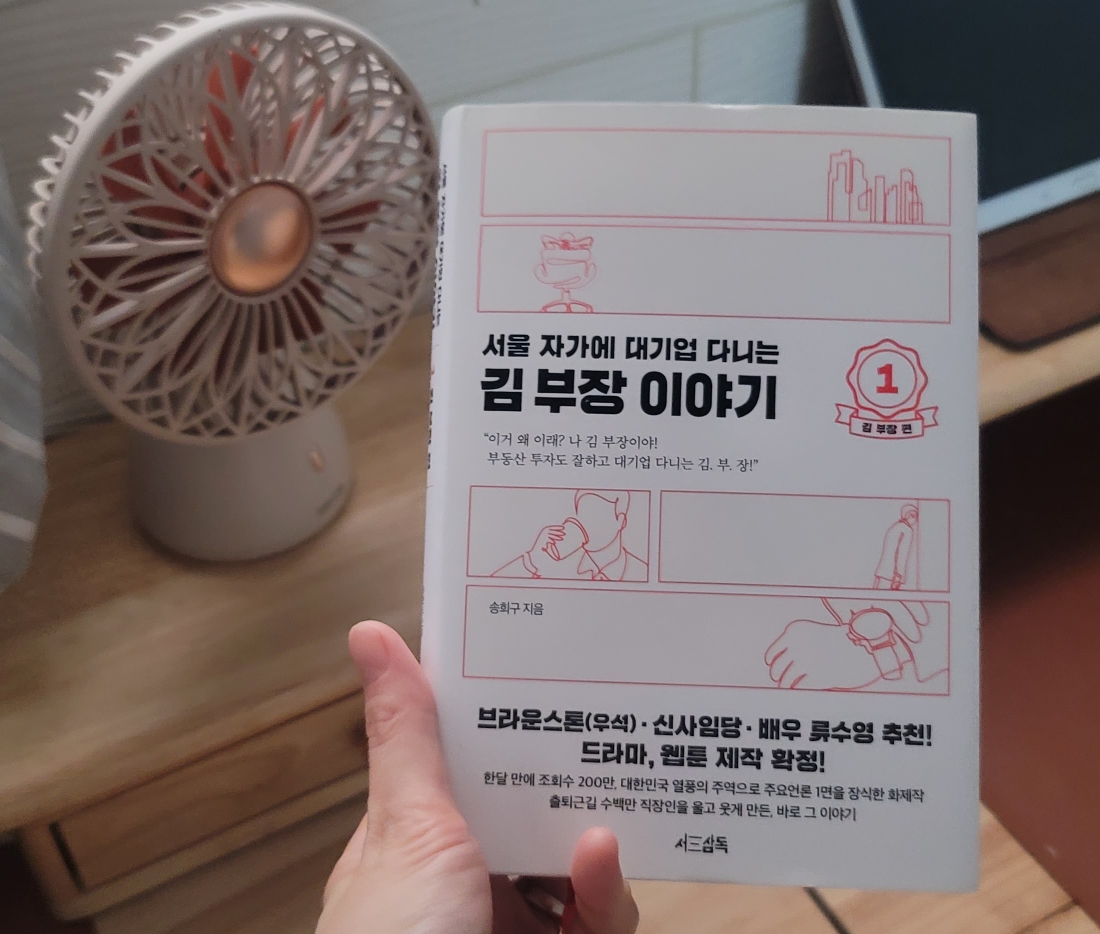 서울 자가에 대기업 다니는
김 부장 이야기
1
김 부장 편
“이거 왜 이래? 나 김 부장이야!
부동산 투자도 잘하고 대기업 다니는 김. 부. 장!”
송희구 지음
브라운스톤(우석) · 신사임당 · 배우 류수영 추천!
드라마, 웹툰 제작 확정!
한달 만에 조회수 200만, 대한민국 열풍의 주역으로 주요언론 1면을 장식한 화제작
출퇴근길 수백만 직장인을 울고 웃게 만든, 바로 그 이야기
서삼독